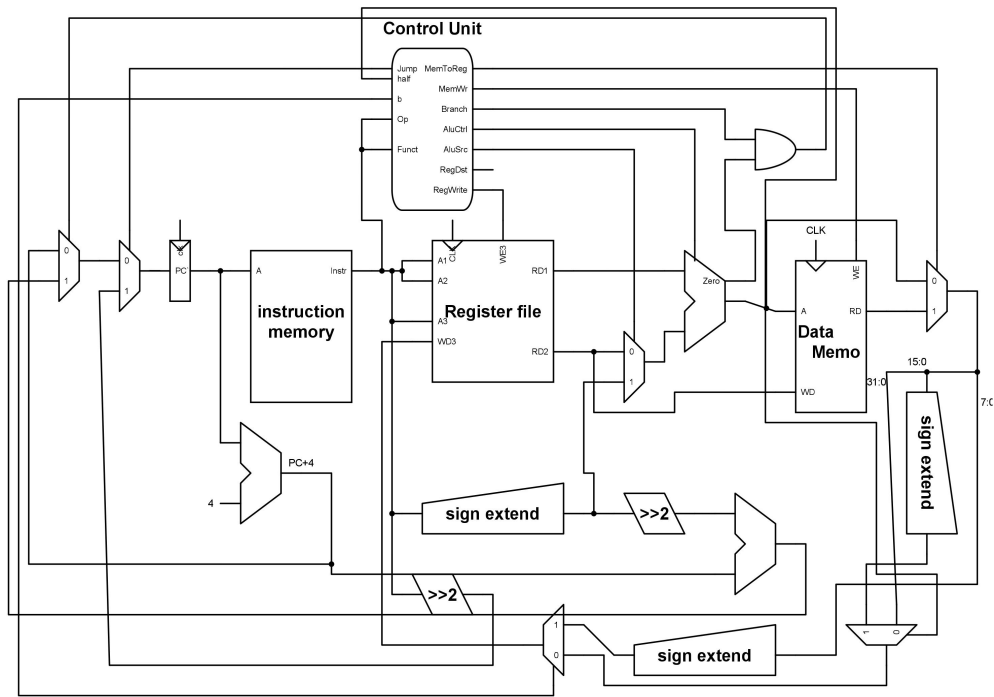 Control Unit
Jump
MemToReg
half
MemWr
b
Branch
Op
AluCtrl
Funct
AluSrc
RegDst
RegWrite
CLK
0
1
0
1
PC'
A
Instr
instruction
memory
A1
A2
A3
WD3
WE3
RD1
RD2
Register file
Zero
0
1
CLK
WE
A
RD
Data
Memo
WD
0
1
15:0
31:0
7:0
sign extend
PC+4
4
sign extend
>>2
>>2
1
0
sign extend
1
0